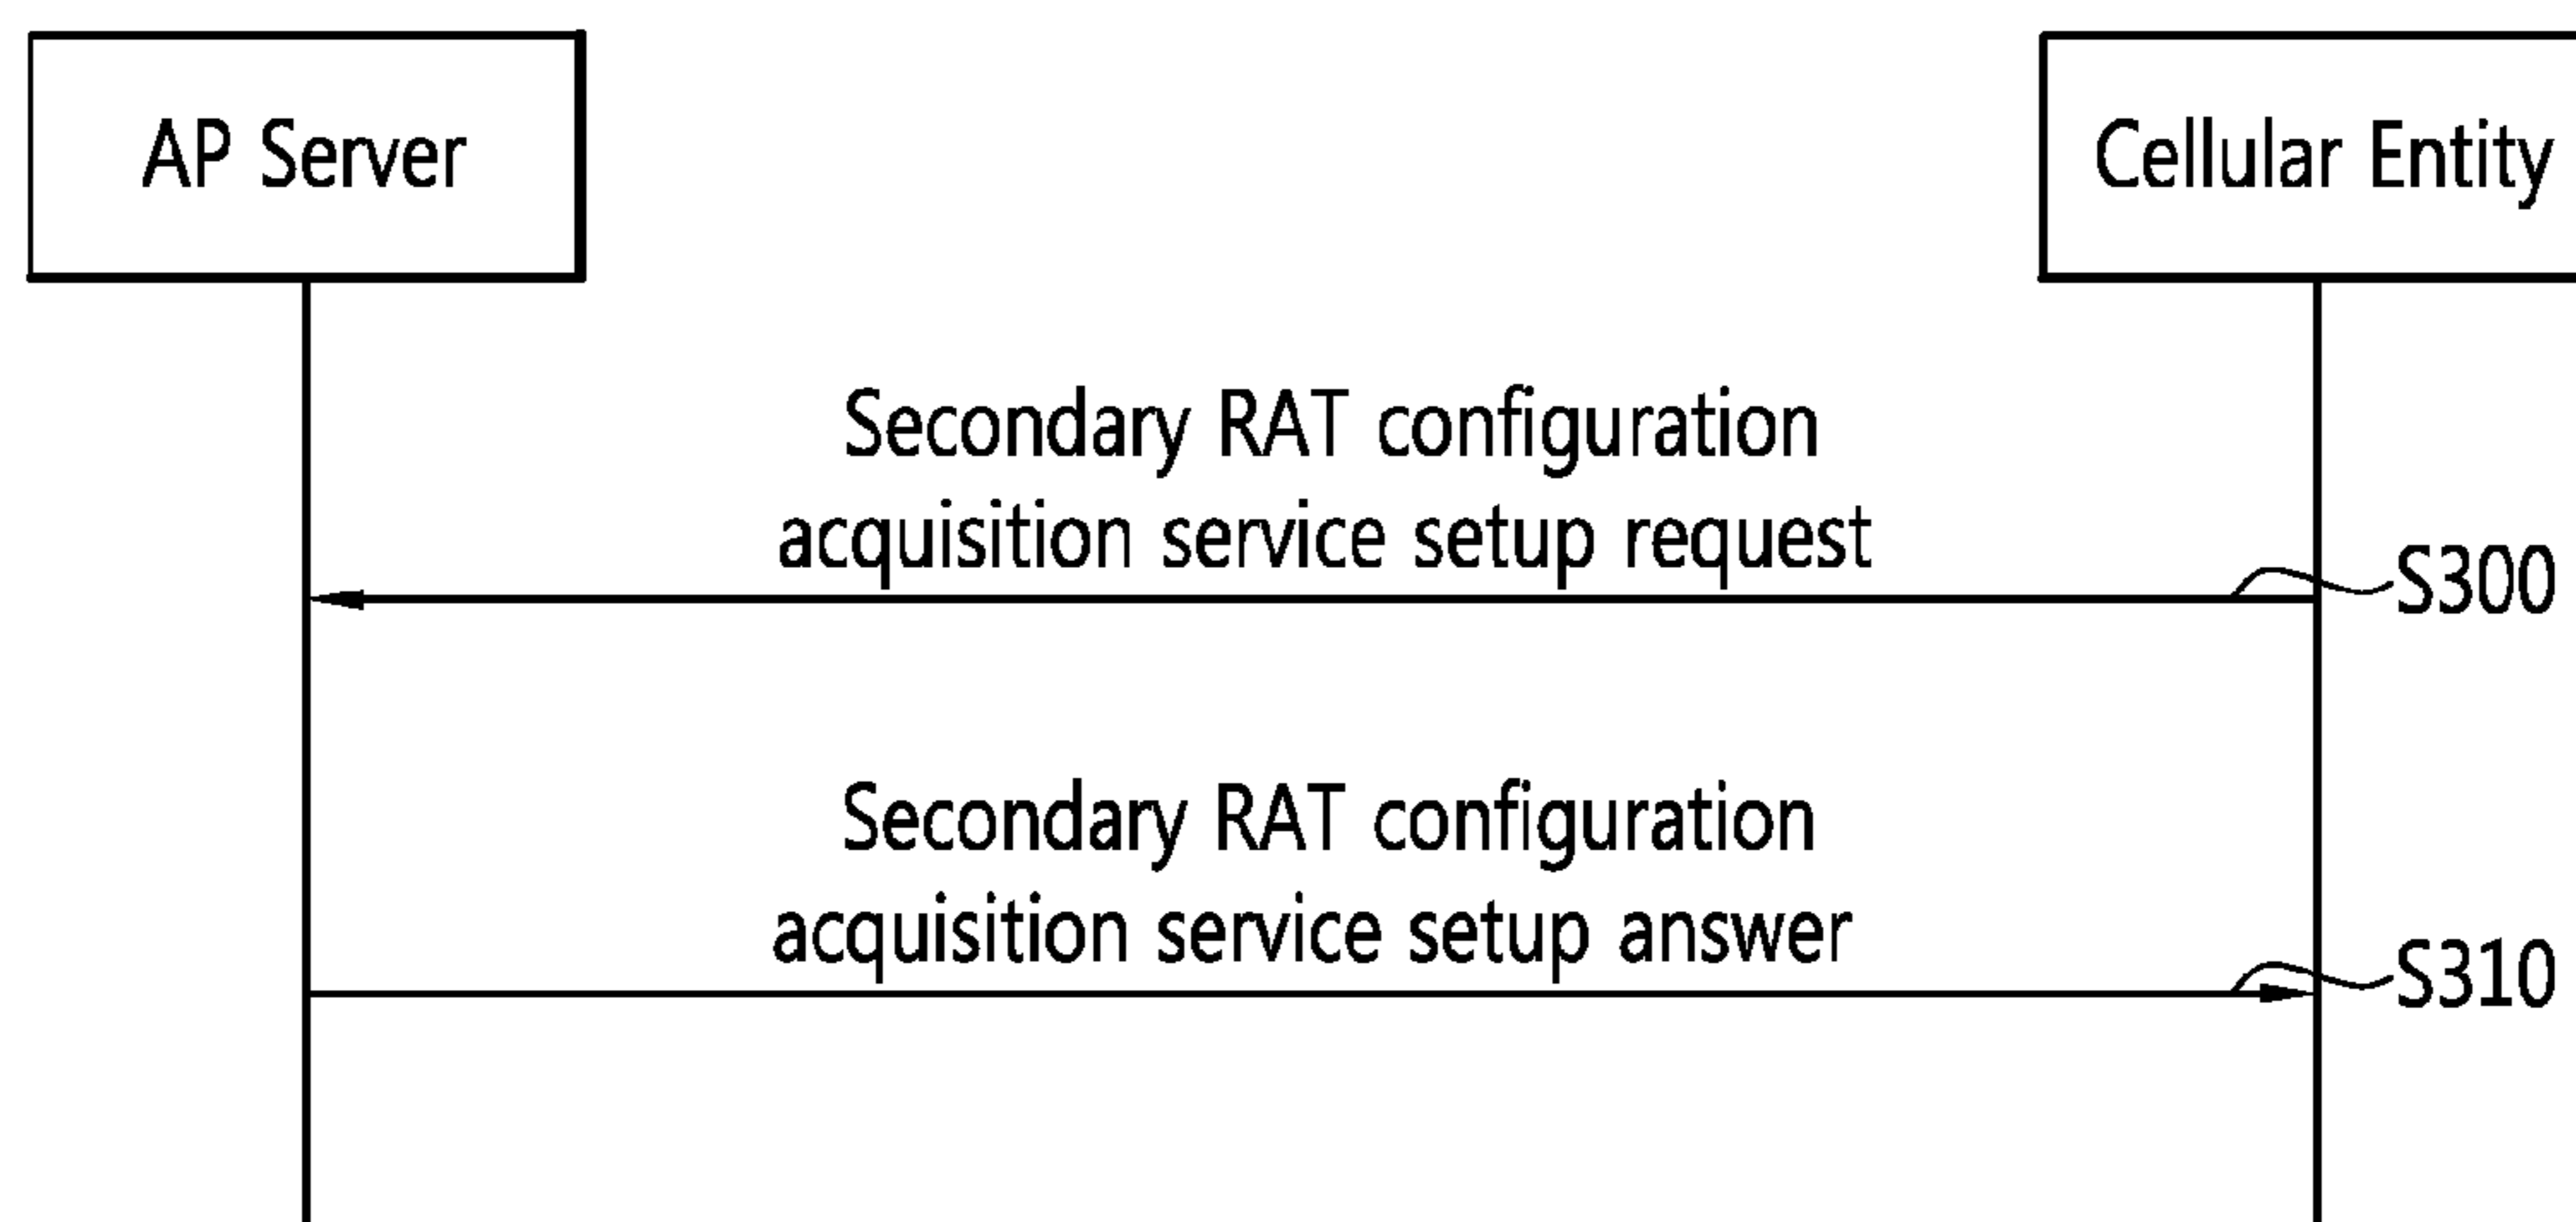 AP Server
Cellular Entity
Secondary RAT configuration
acquisition service setup request
S300
Secondary RAT configuration
acquisition service setup answer
S310